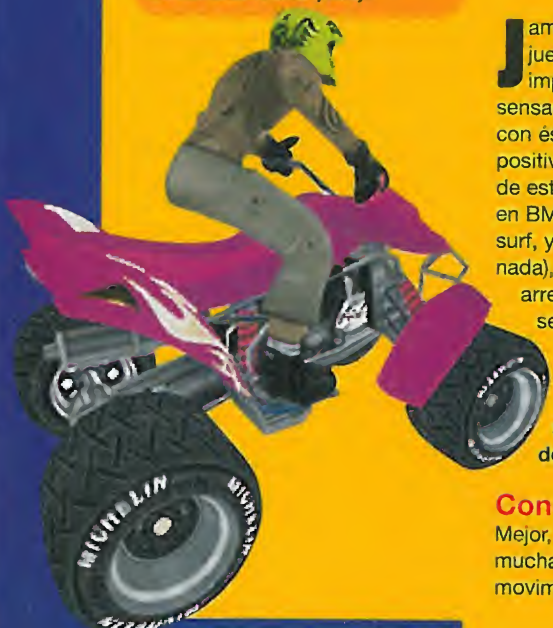 Jam
jue
imp
sensa
con és
positiv
de est
en BM
surf, y
nada),
arre
se
de
Con
Mejor,
mucha
movim
MICHELIN
MICHELIN